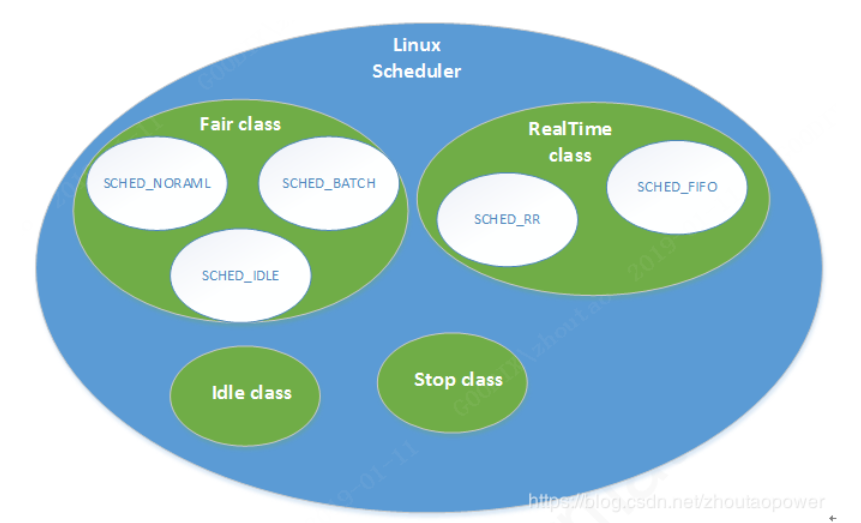 Linux
Scheduler
Fair class
SCHED_NORAML
SCHED_BATCH
SCHED_IDLE
RealTime
class
SCHED_RR
SCHED_FIFO
Idle class
Stop class
https://blog.csdn.net/zhoutaopower